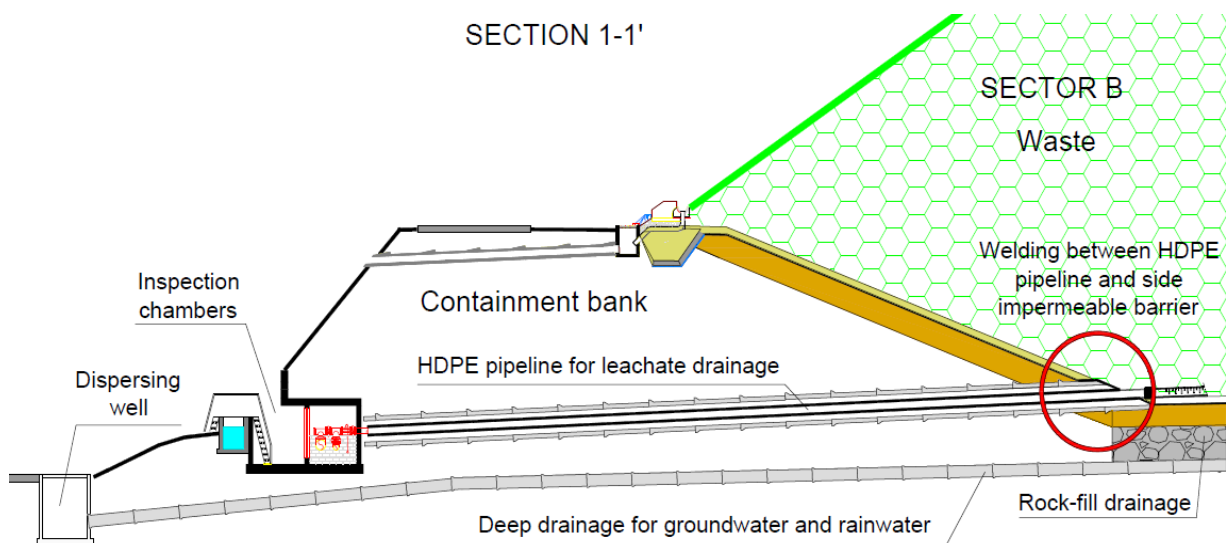 SECTION 1-1'
SECTOR B
Waste
Welding between HDPE
pipeline and side
impermeable barrier
Inspection
chambers
Containment bank
HDPE pipeline for leachate drainage
Dispersing
well
Rock-fill drainage
Deep drainage for groundwater and rainwater